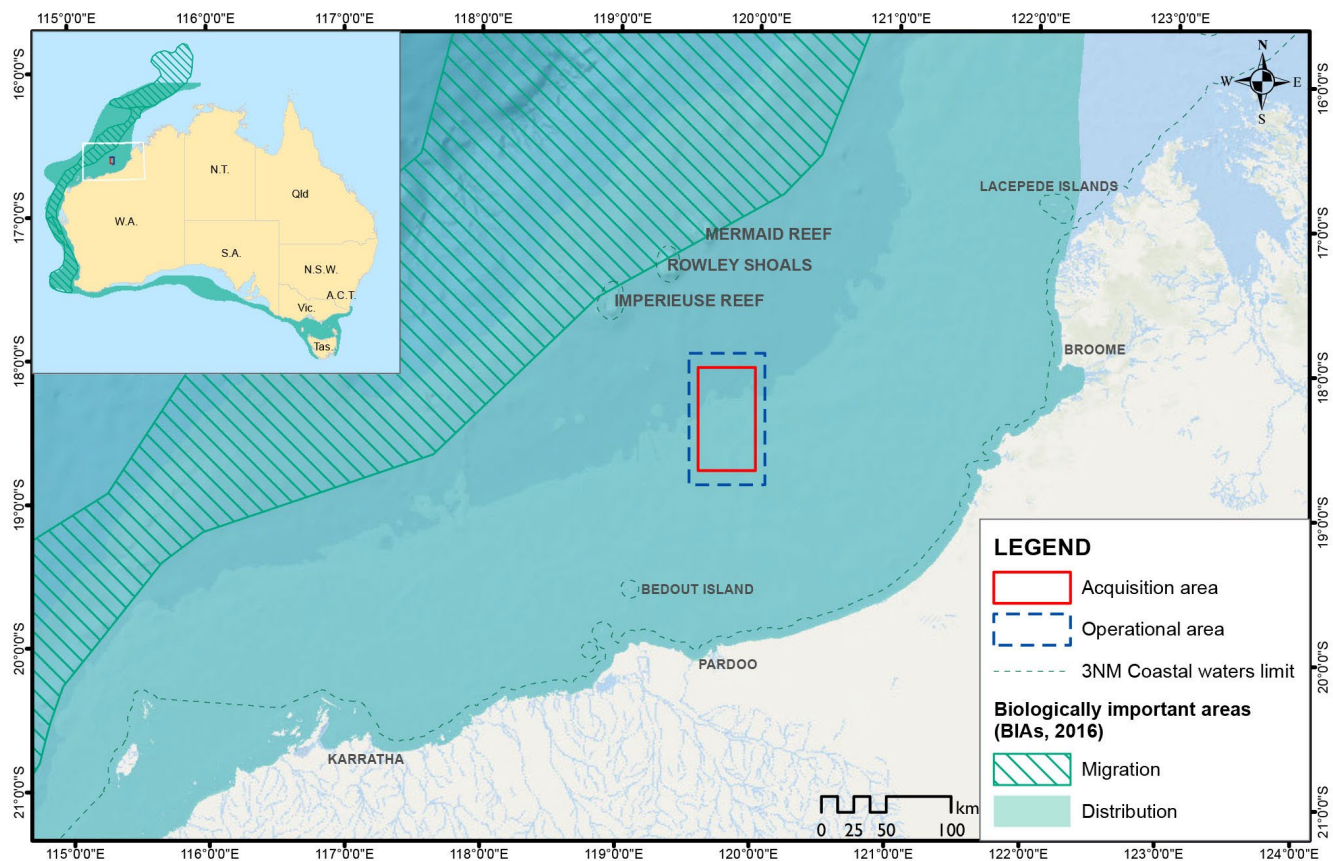 115°0'0"E
116°0'0"E
117°0'0"E
118°0'0"E
119°0'0"E
120°0'0"E
121°0'0"E
122°0'0"E
123°0'0"E
16°0'0"S
17°0'0"S
18°0'0"S
19°0'0"S
20°0'0"S
21°0'0"S
N.T.
Qld
W.A.
S.A.
N.S.W.
A.C.T.
Vic.
Tas.
N
W
E
S
LACEPEDE ISLANDS
MERMAID REEF
ROWLEY SHOALS
IMPERIEUSE REEF
BROOME
BEDOUT ISLAND
PARDOO
KARRATHA
km
0 25 50 100
LEGEND
Acquisition area
Operational area
3NM Coastal waters limit
Biologically important areas
(BIAs, 2016)
Migration
Distribution
16°0'0"S
17°0'0"S
18°0'0"S
19°0'0"S
20°0'0"S
21°0'0"S
115°0'0"E
116°0'0"E
117°0'0"E
118°0'0"E
119°0'0"E
120°0'0"E
121°0'0"E
122°0'0"E
123°0'0"E
124°0'0"E